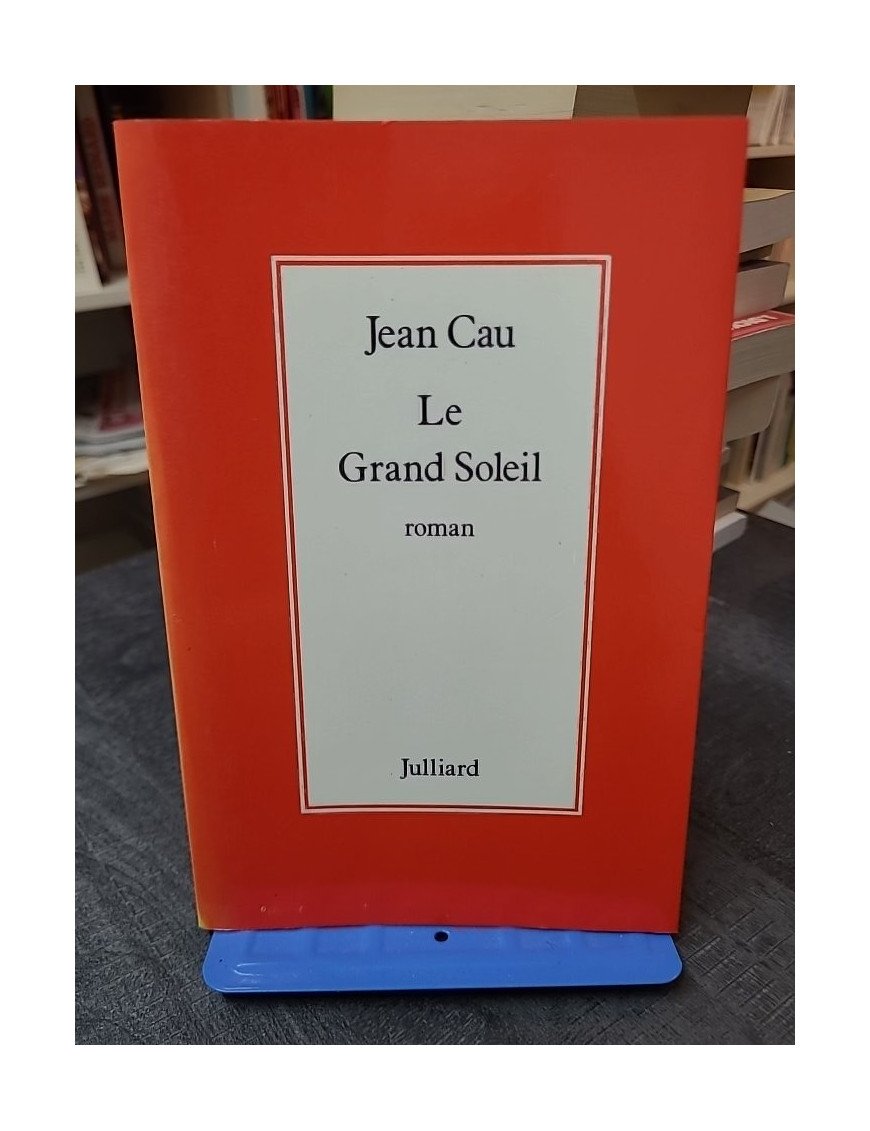 Jean Cau
Le
Grand Soleil
roman
Julliard